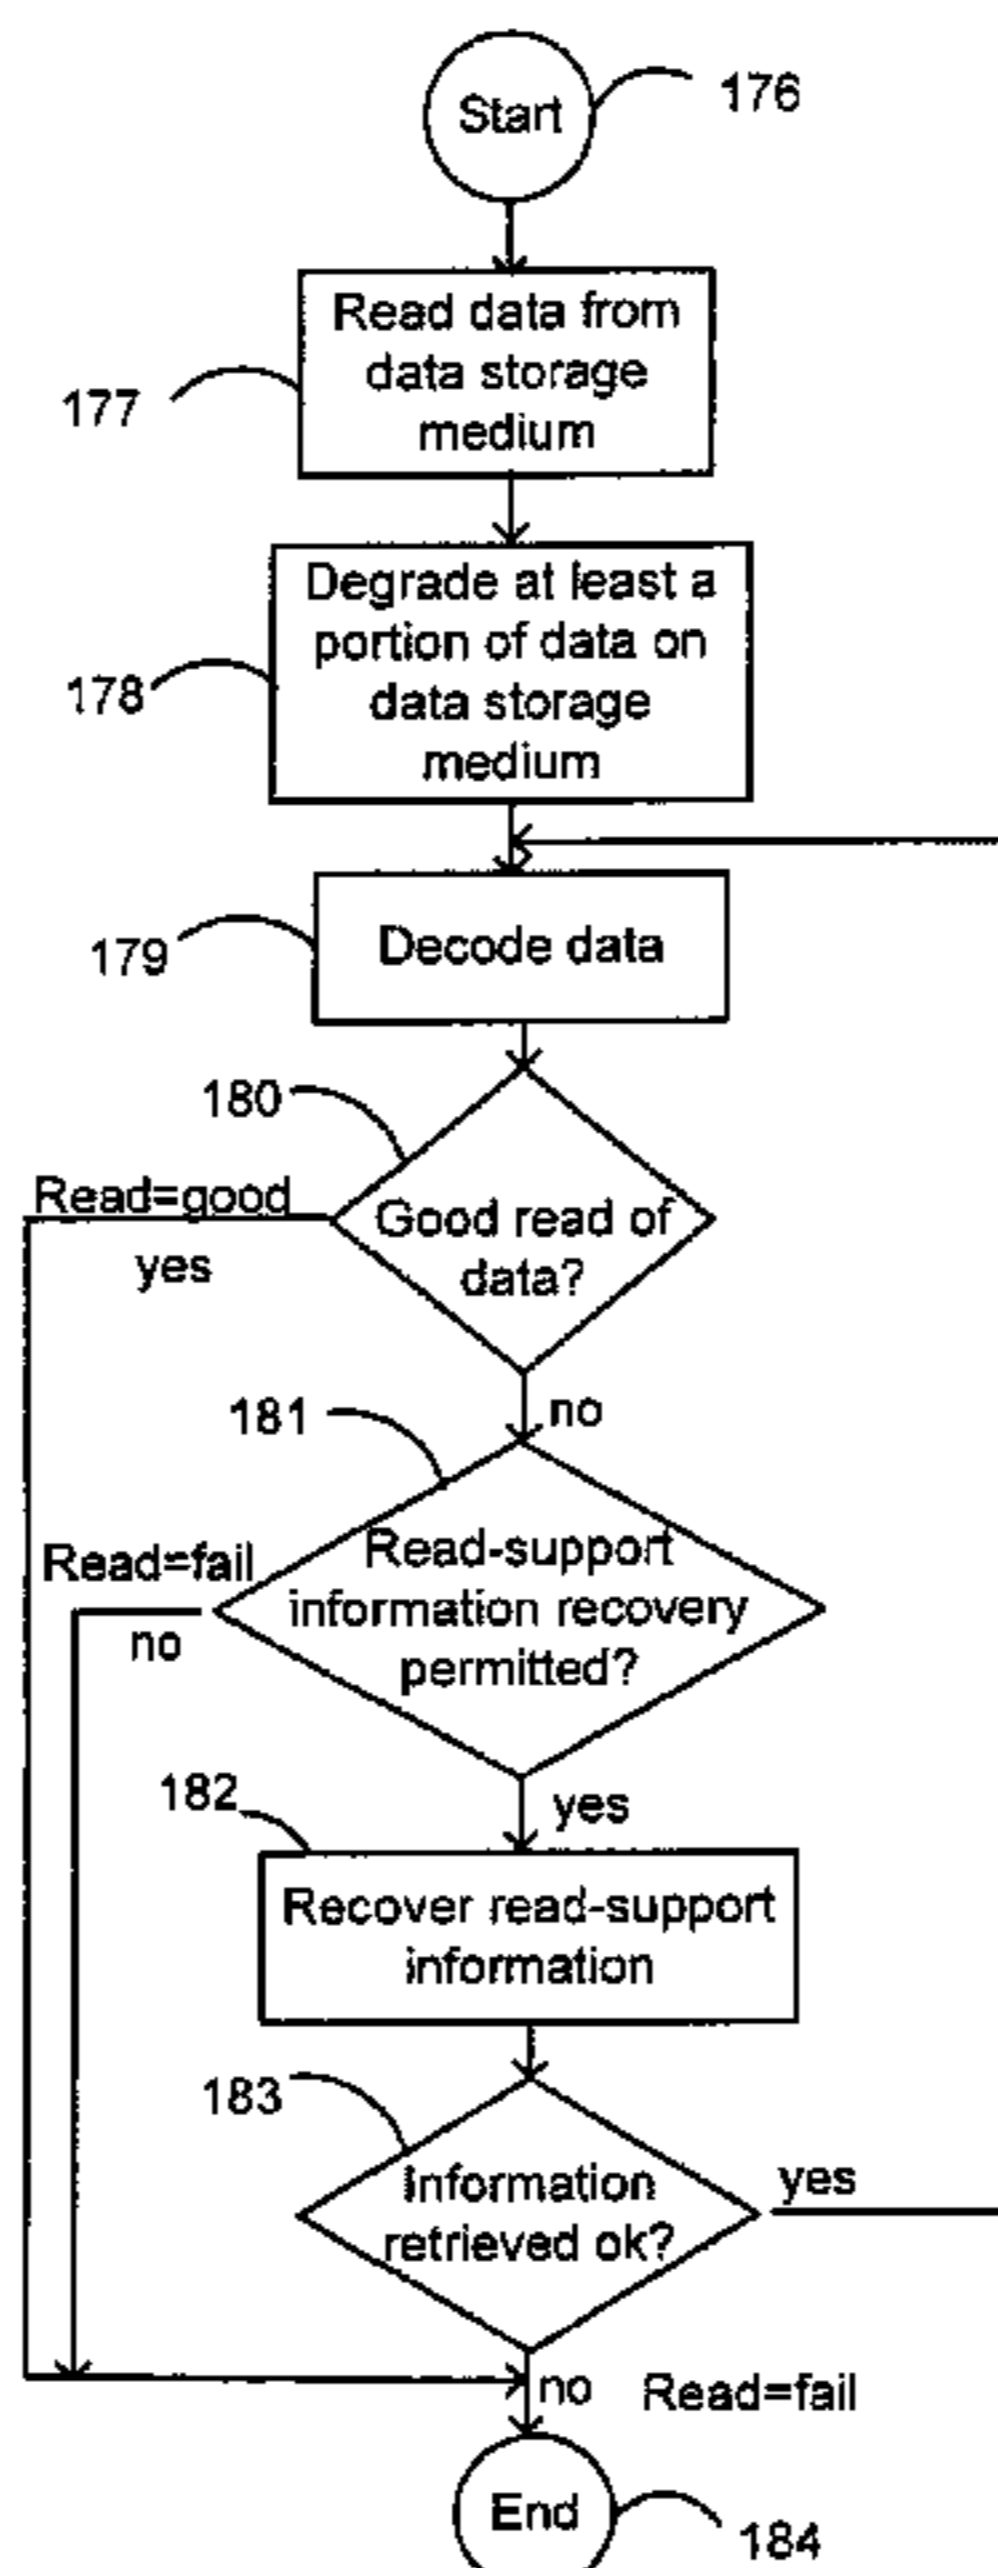 Start
176
Read data from
data storage
medium
177
Degrade at least a
portion of data on
data storage
medium
178
Decode data
179
180
Read=good
yes
Good read of
data?
no
181
Read=fail
no
Read-support
information recovery
permitted?
yes
182
Recover read-support
information
183
Information
retrieved ok?
yes
no
Read=fail
End
184